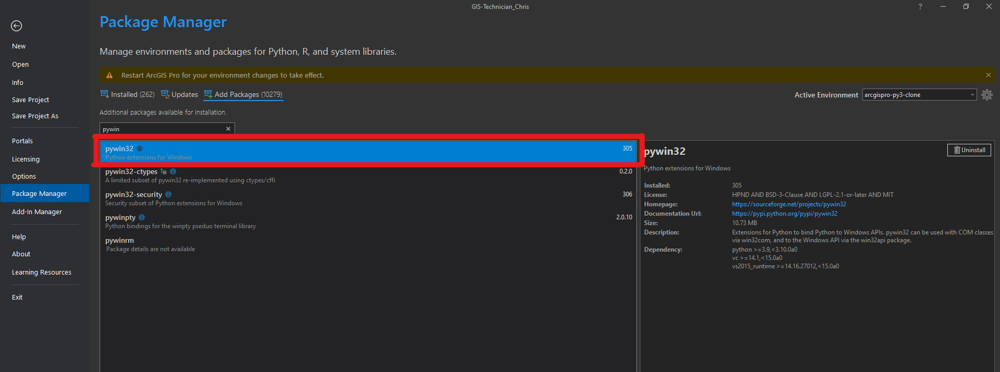 GIS-Technician_Chris
?
New
Open
Info
Save Project
Save Project As
Portals
Licensing
Options
Package Manager
Add-In Manager
Help
About
Learning Resources
Exit
Package Manager
Manage environments and packages for Python, R, and system libraries.
Restart ArcGIS Pro for your environment changes to take effect.
Installed (262) Updates Add Packages (10279)
Active Environment arcgispro-py3-clone
Additional packages available for installation.
pywin
pywin32 305
Python extensions for Windows
pywin32-ctypes 0.2.0
A limited subset of pywin32 re-implemented using ctypes/cffi
pywin32-security 306
Security subset of Python extensions for Windows
pywinpty 2.0.10
Python bindings for the winpty pseduo terminal library
pywinrm
Package details are not available
pywin32 Uninstall
Python extensions for Windows
Installed: 305
License: HPND AND BSD-3-Clause AND LGPL-2.1-or-later AND MIT
Homepage: https://sourceforge.net/projects/pywin32
Documentation Url: https://pypi.python.org/pypi/pywin32
Size: 10.73 MB
Description: Extensions for Python to bind Python to Windows APIs. pywin32 can be used with COM classes
via win32com, and to the Windows API via the win32api package.
Dependency: python >=3.9,<3.10.0a0
vc >=14.1,<15.0a0
vs2015_runtime >=14.16.27012,<15.0a0